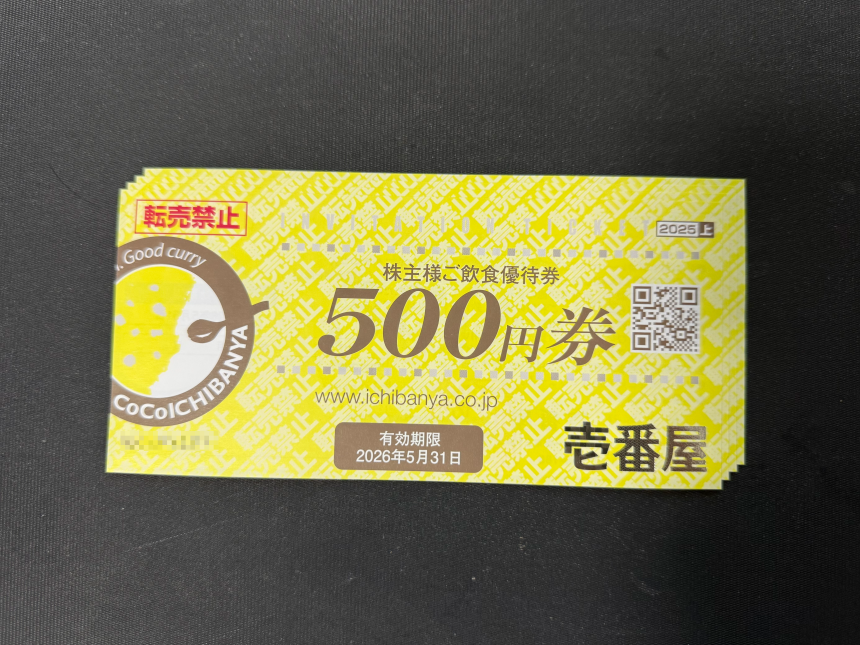 転売禁止
INVITATION TICKET
2025 上
株主様ご飲食優待券
500円券
www.ichibanya.co.jp
Good curry
CoCoICHIBANYA
有効期限
2026年5月31日
壱番屋